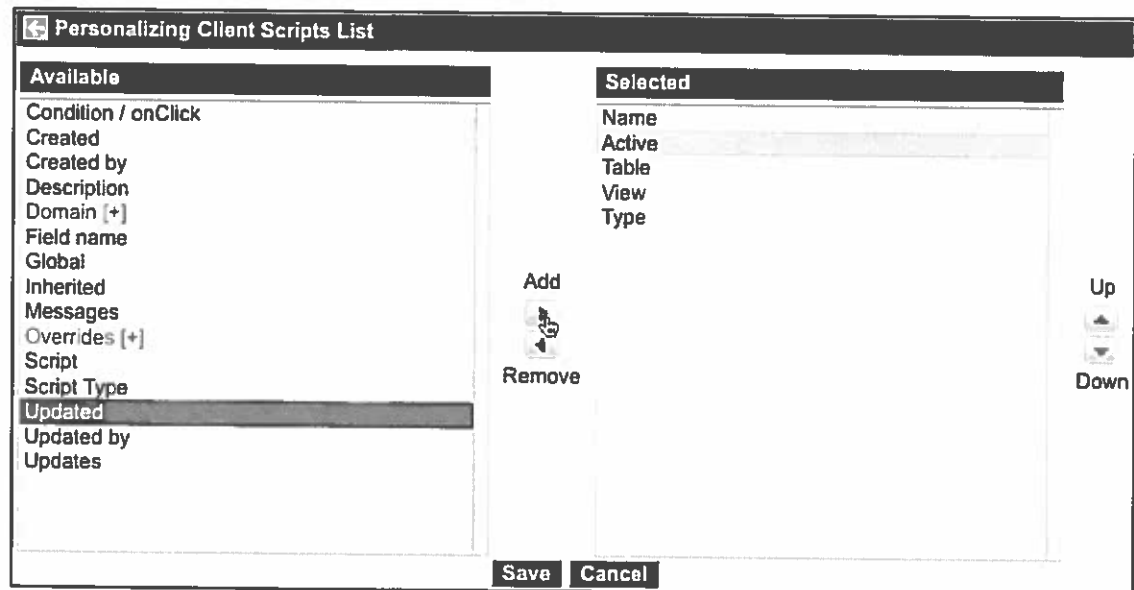 Personalizing Client Scripts List
Available
Condition / onClick
Created
Created by
Description
Domain [+]
Field name
Global
Inherited
Messages
Overrides [+]
Script
Script Type
Updated
Updated by
Updates
Add
Remove
Selected
Name
Active
Table
View
Type
Up
Down
Save
Cancel